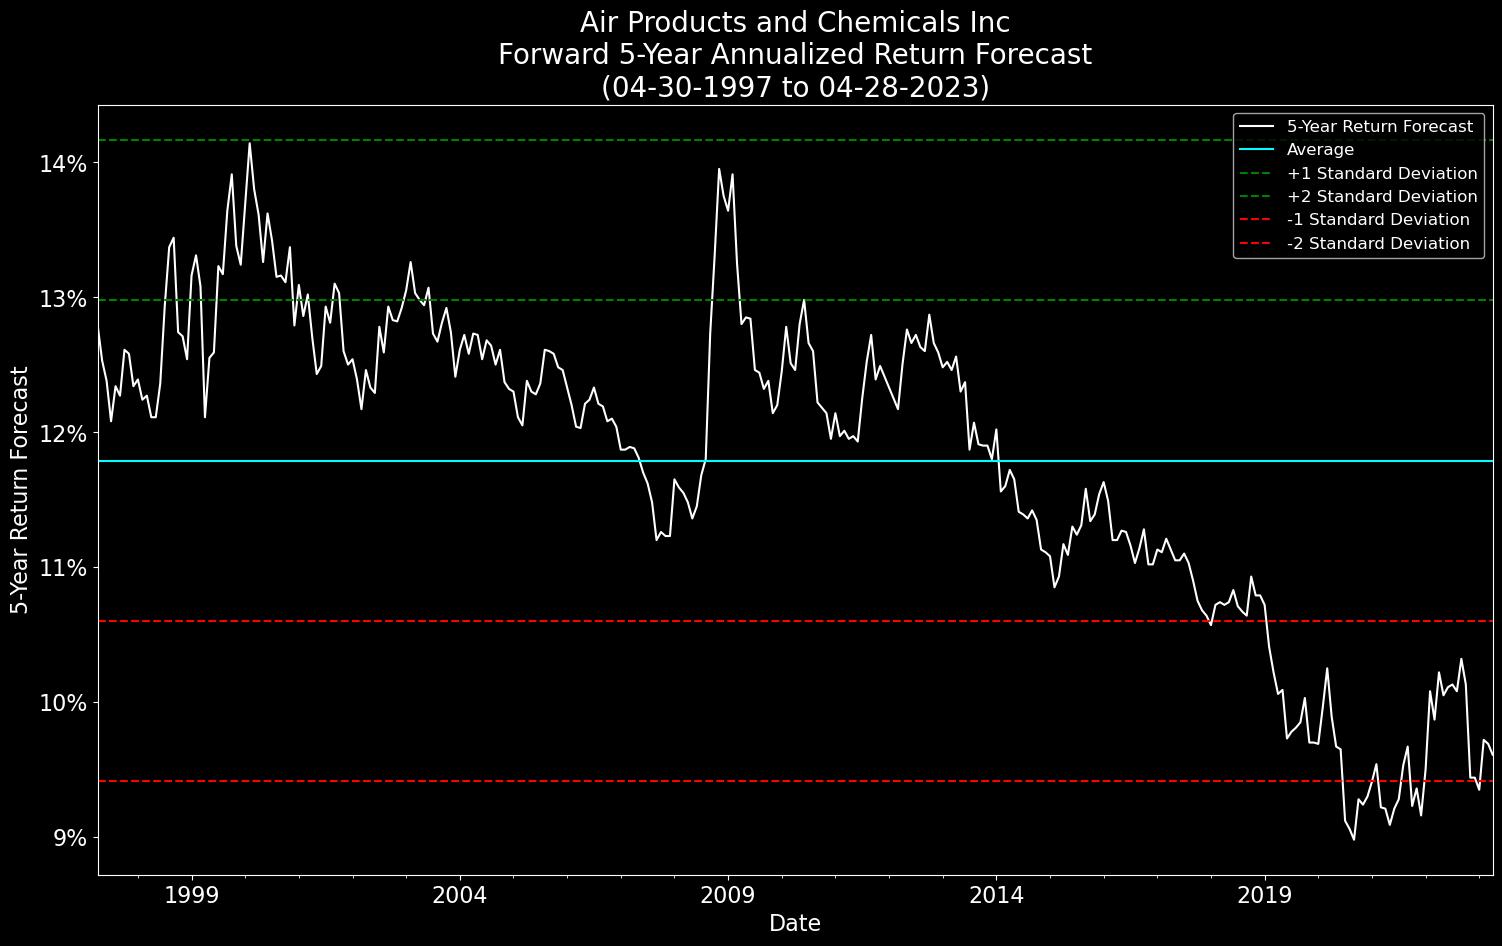 Air Products and Chemicals Inc
Forward 5-Year Annualized Return Forecast
(04-30-1997 to 04-28-2023)
5-Year Return Forecast
Average
+1 Standard Deviation
+2 Standard Deviation
-1 Standard Deviation
-2 Standard Deviation
14%
13%
12%
11%
10%
9%
5-Year Return Forecast
1999
2004
2009
2014
2019
Date